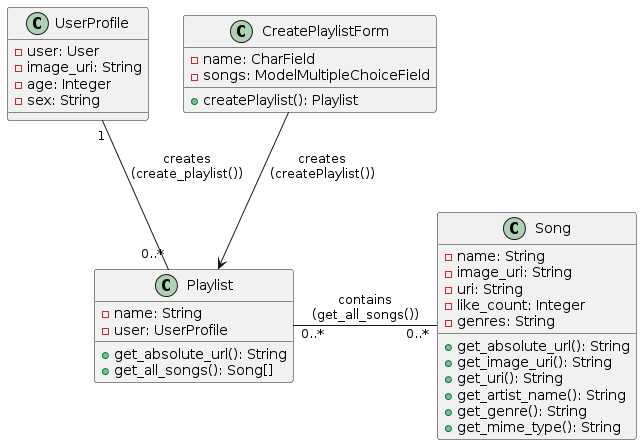 C UserProfile
user: User
image_uri: String
age: Integer
sex: String
C CreatePlaylistForm
name: CharField
songs: ModelMultipleChoiceField
createPlaylist(): Playlist
1
creates
(create_playlist())
0..*
creates
(createPlaylist())
C Playlist
name: String
user: UserProfile
get_absolute_url(): String
get_all_songs(): Song[]
contains
(get_all_songs())
0..*
0..*
C Song
name: String
image_uri: String
uri: String
like_count: Integer
genres: String
get_absolute_url(): String
get_image_uri(): String
get_uri(): String
get_artist_name(): String
get_genre(): String
get_mime_type(): String